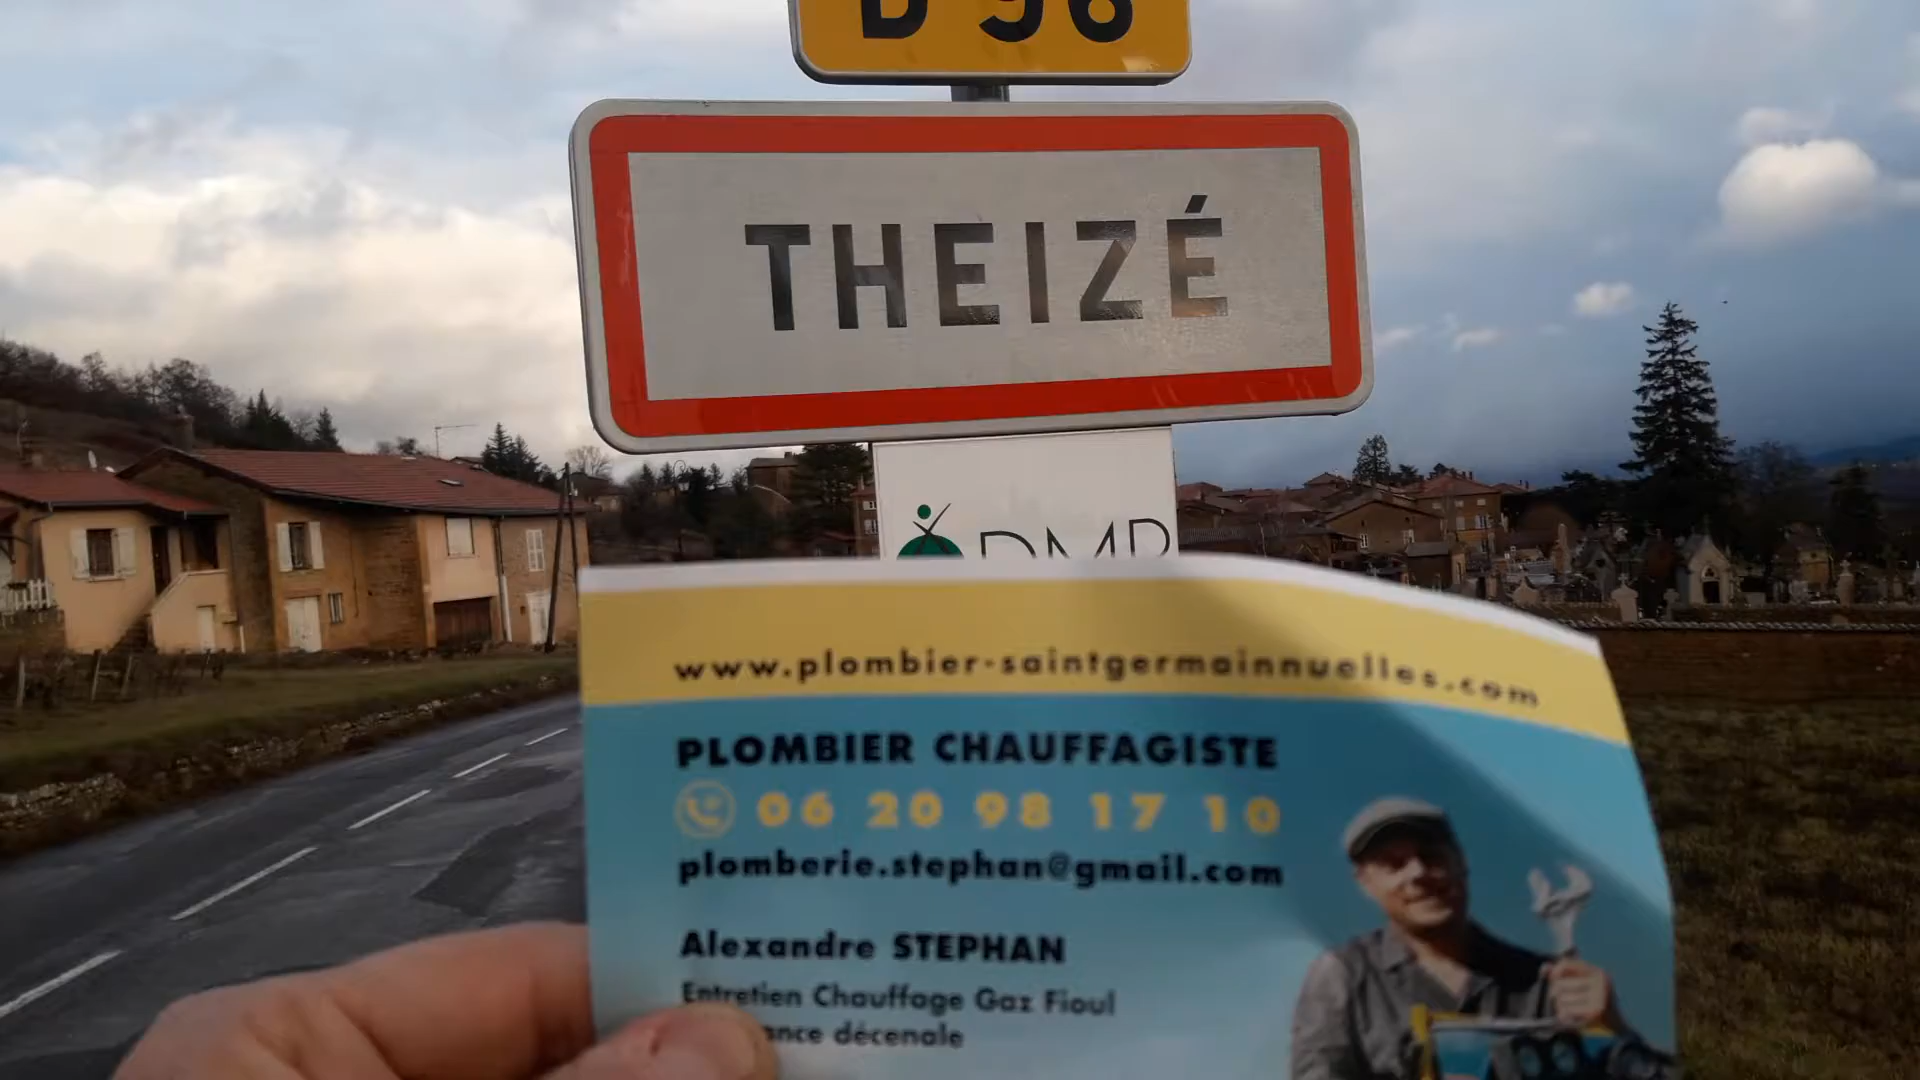 D 96
THEIZÉ
www.plombier-saintgermainnuelles.com
PLOMBIER CHAUFFAGISTE
06 20 98 17 10
plomberie.stephan@gmail.com
Alexandre STEPHAN
Entretien Chauffage Gaz Fioul
décenale